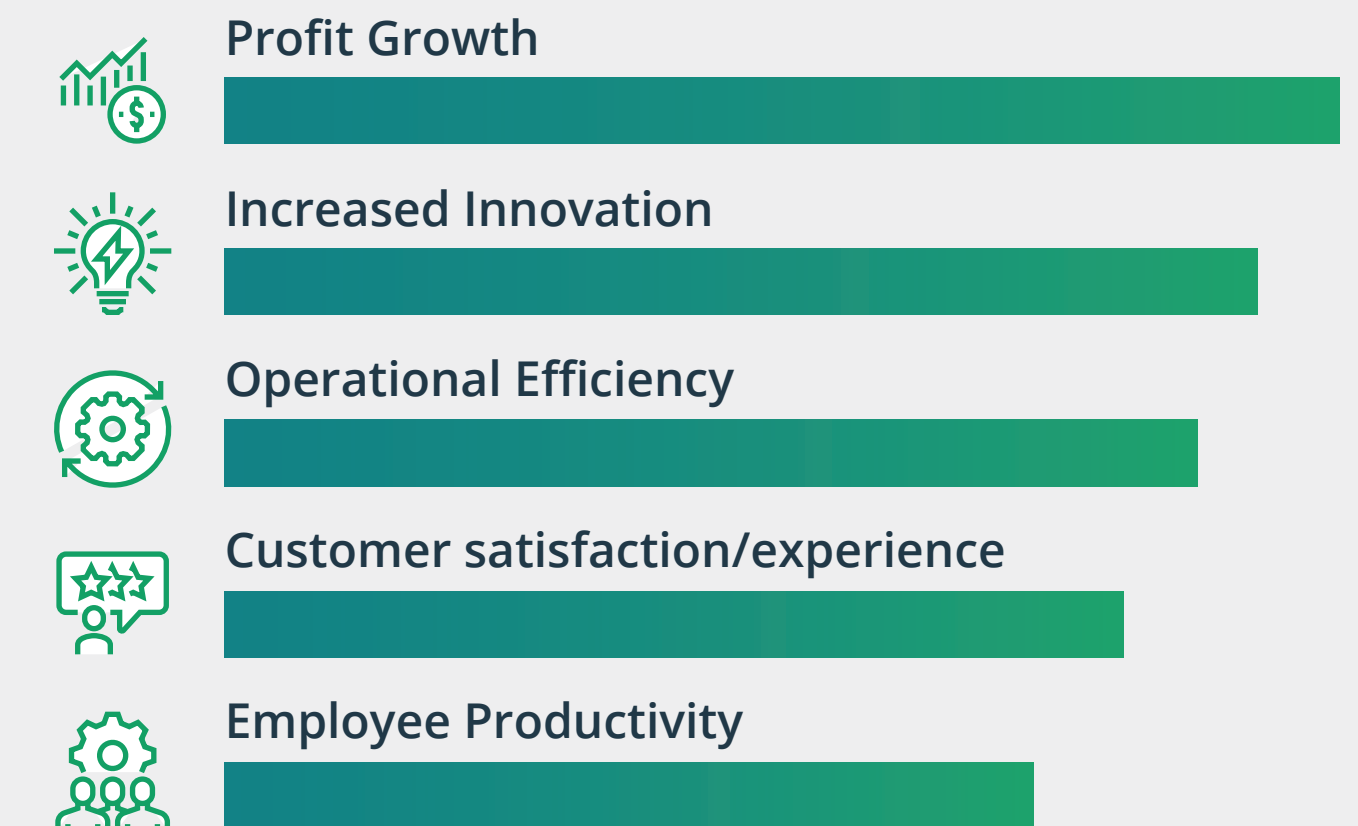 Profit Growth
$
Increased Innovation
Operational Efficiency
Customer satisfaction/experience
Employee Productivity